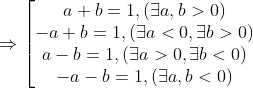 ⇒ [ a + b = 1, (∃a, b > 0)
−a + b = 1, (∃a < 0, ∃b > 0)
a − b = 1, (∃a > 0, ∃b < 0)
−a − b = 1, (∃a, b < 0)